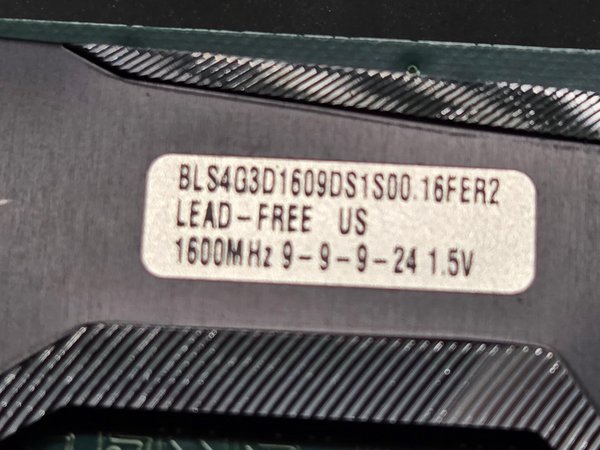 BLS4G3D1609DS1S00.16FER2
LEAD-FREE US
1600MHz 9-9-9-24 1.5V